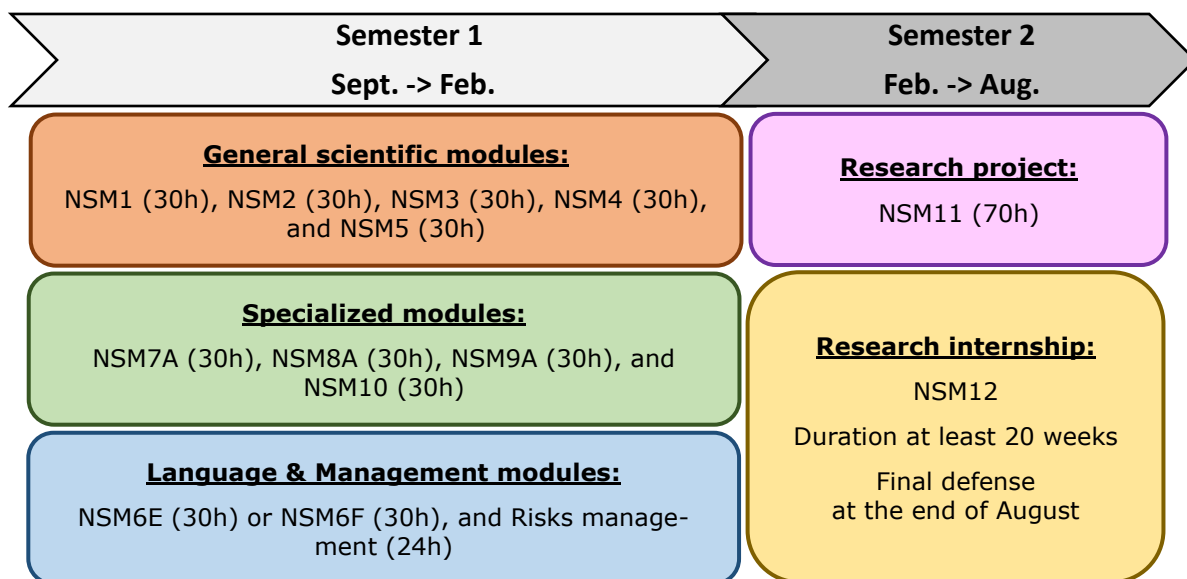 Semester 1
Sept. -> Feb.
Semester 2
Feb. -> Aug.
General scientific modules:
NSM1 (30h), NSM2 (30h), NSM3 (30h), NSM4 (30h),
and NSM5 (30h)
Research project:
NSM11 (70h)
Specialized modules:
NSM7A (30h), NSM8A (30h), NSM9A (30h), and
NSM10 (30h)
Research internship:
NSM12
Duration at least 20 weeks
Final defense
at the end of August
Language & Management modules:
NSM6E (30h) or NSM6F (30h), and Risks manage-
ment (24h)